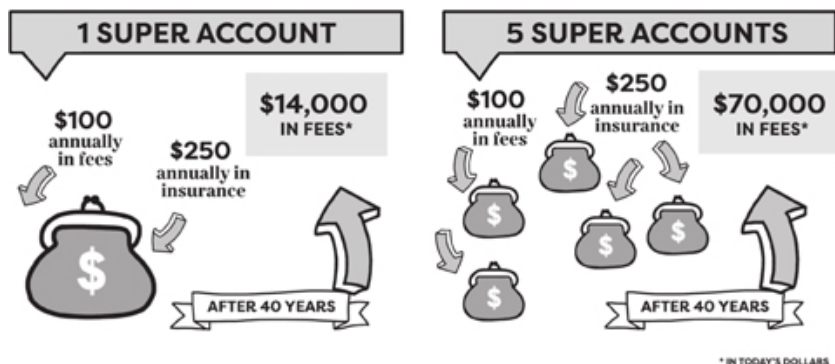 1 SUPER ACCOUNT
$100
annually
in fees
$250
annually in
insurance
$14,000
IN FEES*
$
AFTER 40 YEARS
5 SUPER ACCOUNTS
$100
annually
in fees
$250
annually in
insurance
$70,000
IN FEES*
$
$
$
$
$
AFTER 40 YEARS
* IN TODAY'S DOLLARS